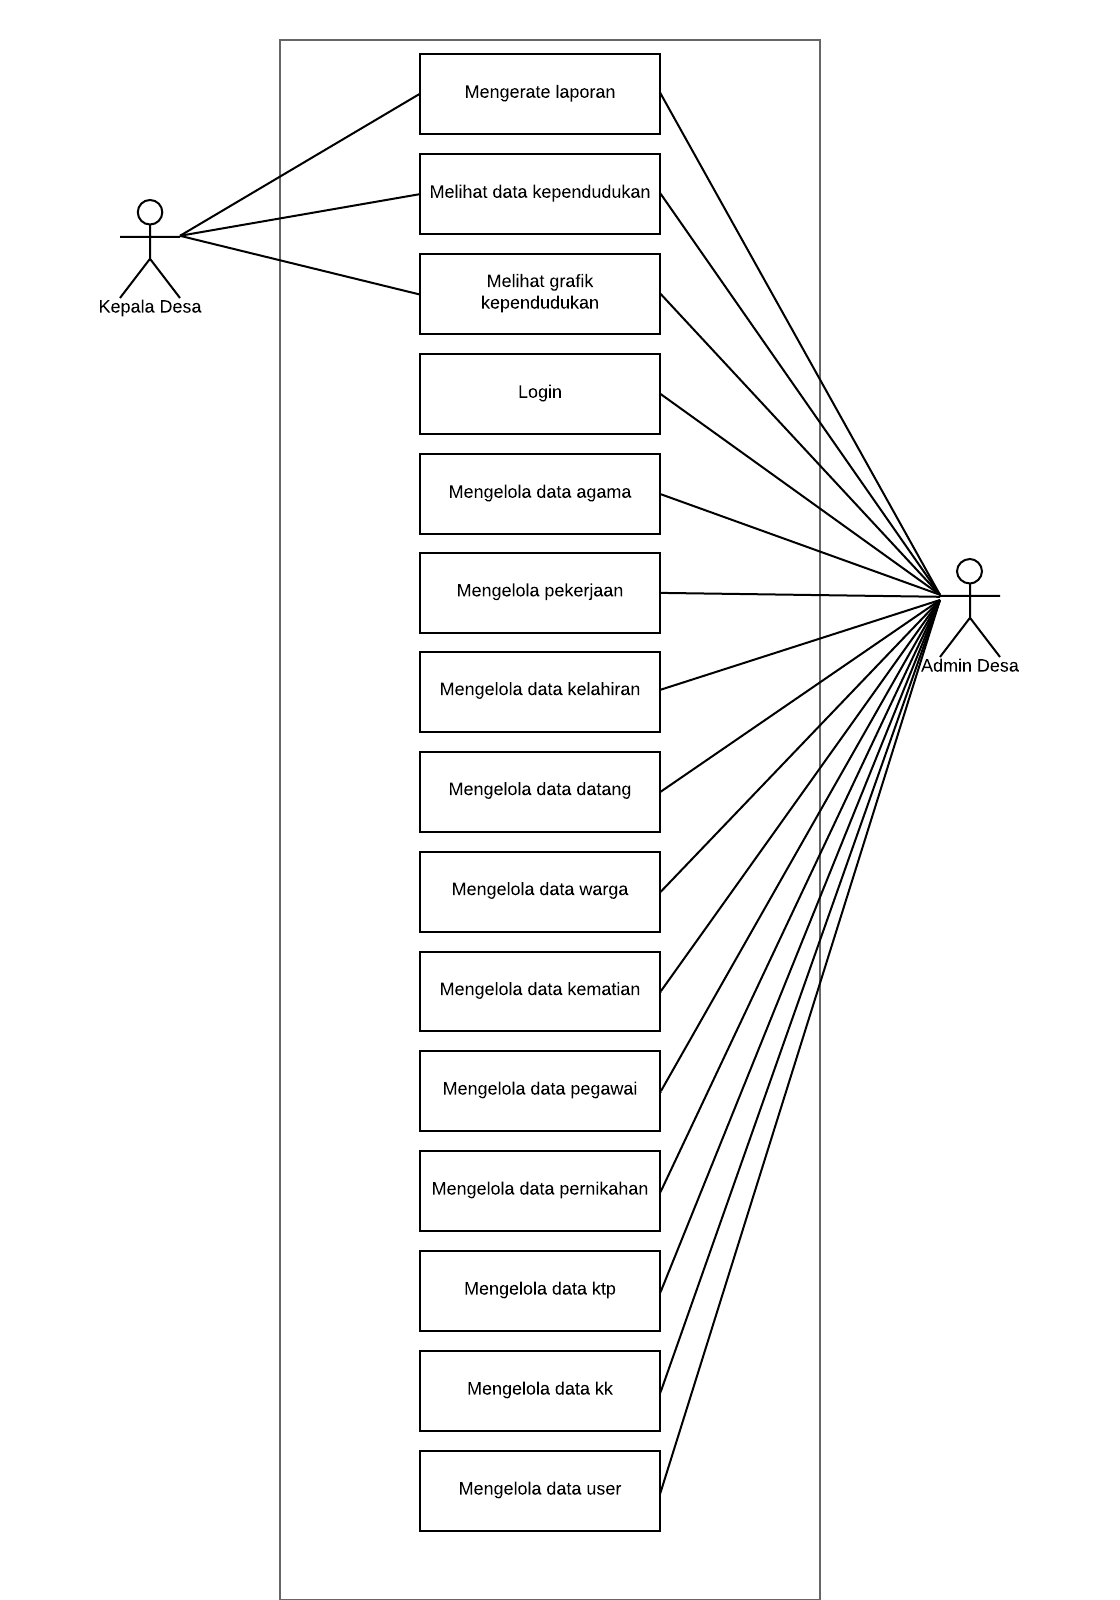 Mengerate laporan
Melihat data kependudukan
Kepala Desa
Melihat grafik
kependudukan
Login
Mengelola data agama
Mengelola pekerjaan
Admin Desa
Mengelola data kelahiran
Mengelola data datang
Mengelola data warga
Mengelola data kematian
Mengelola data pegawai
Mengelola data pernikahan
Mengelola data ktp
Mengelola data kk
Mengelola data user